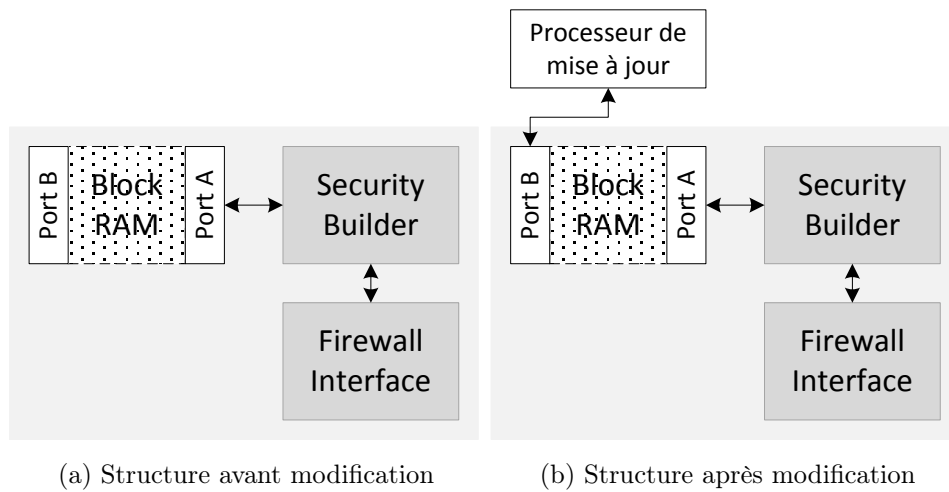 Port B
Block
RAM
Port A
Security
Builder
Firewall
Interface
(a) Structure avant modification
Processeur de
mise à jour
Port B
Block
RAM
Port A
Security
Builder
Firewall
Interface
(b) Structure après modification